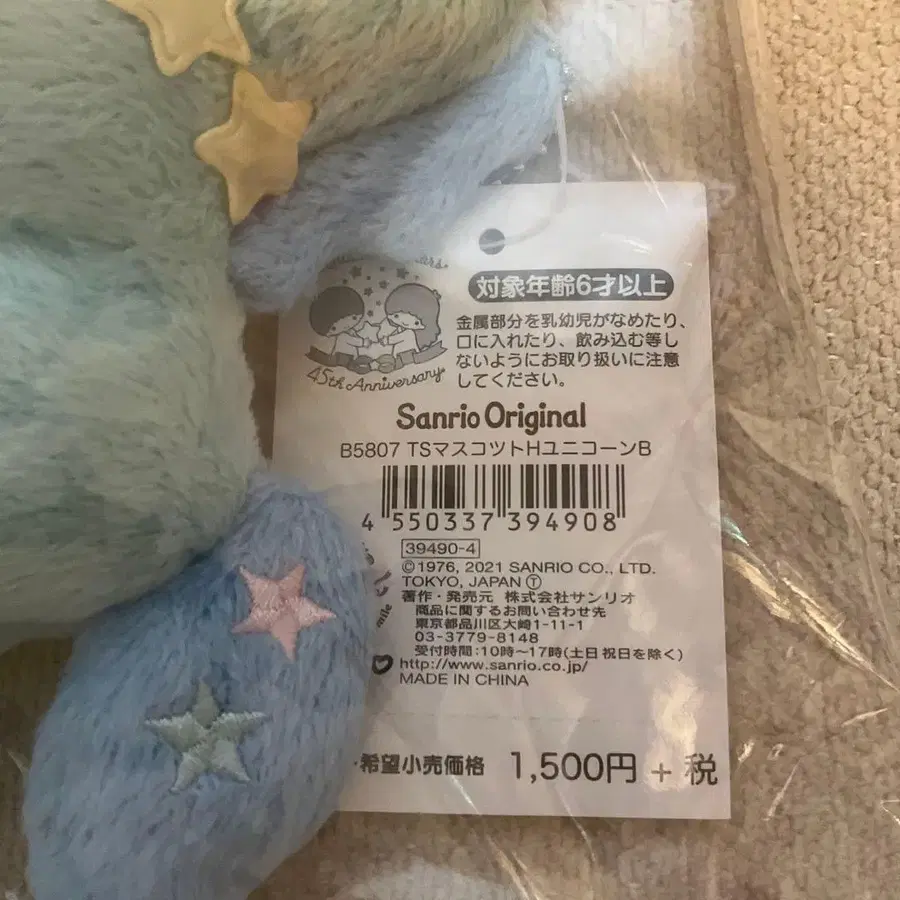 対象年齢6才以上
金属部分を乳幼児がなめたり、
口に入れたり、飲み込む等し
ないようにお取り扱いに注意
してください。
45th Anniversary
Sanrio Original
B5807 TSマスコツトHユニコーンB
4 550337 394908
39490-4
©1976, 2021 SANRIO CO., LTD.
TOKYO, JAPAN Ⓣ
著作・発売元 株式会社サンリオ
商品に関するお問い合わせ先
東京都品川区大崎1-11-1
03-3779-8148
受付時間:10時〜17時(土日祝日を除く)
http://www.sanrio.co.jp/
MADE IN CHINA
希望小売価格 1,500円 + 税